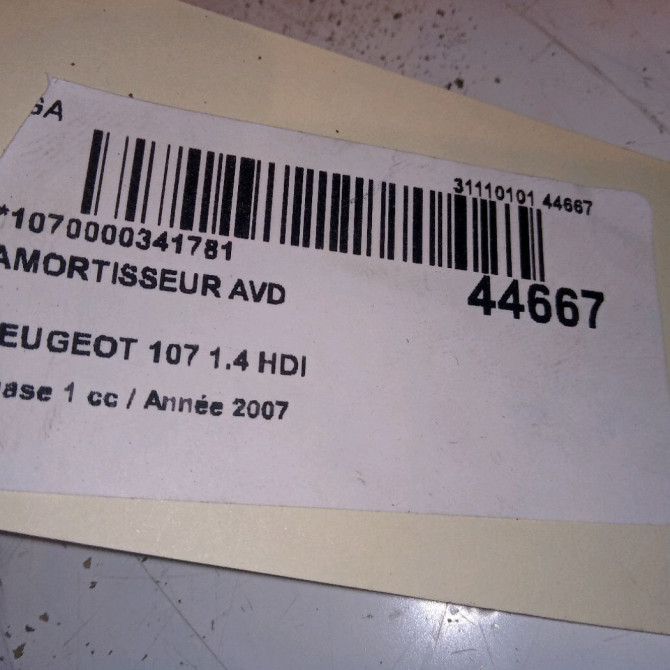 GA
31110101 44667
*1070000341781
44667
AMORTISSEUR AVD
EUGEOT 107 1.4 HDI
ase 1 cc / Année 2007